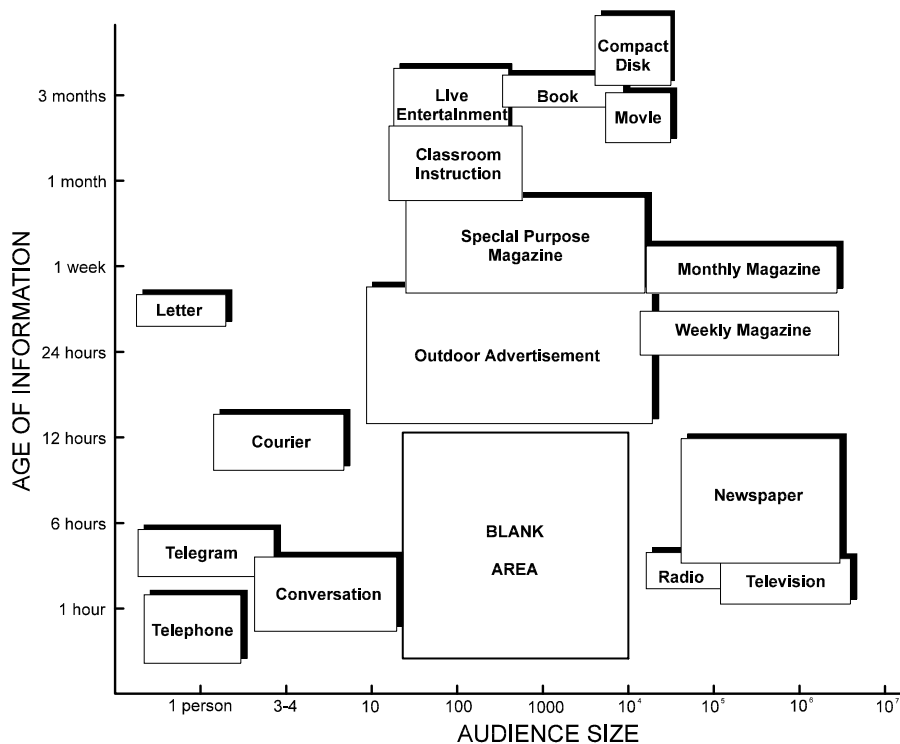 Compact
Disk
3 months
LIve
Entertainment
Book
MovIe
Classroom
Instruction
1 month
Special Purpose
Magazine
1 week
Monthly Magazine
Letter
Weekly Magazine
24 hours
Outdoor Advertisement
12 hours
Courier
Newspaper
6 hours
BLANK
AREA
Telegram
Radio
Television
Conversation
1 hour
Telephone
AGE OF INFORMATION
1 person
3-4
10
100
1000
10⁴
10⁵
10⁶
10⁷
AUDIENCE SIZE